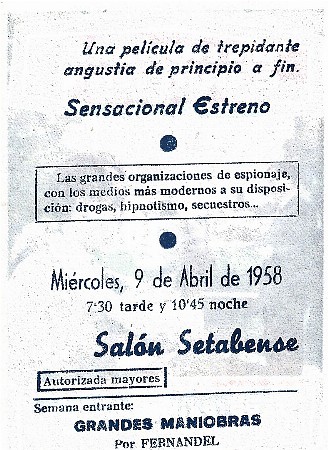 Una película de trepidante
angustia de principio a fin.
Sensacional Estreno
Las grandes organizaciones de espionaje,
con los medios más modernos a su disposi-
ción: drogas, hipnotismo, secuestros...
Miércoles, 9 de Abril de 1958
7'30 tarde y 10'45 noche
Salón Setabense
Autorizada mayores
Semana entrante:
GRANDES MANIOBRAS
Por FERNANDEL